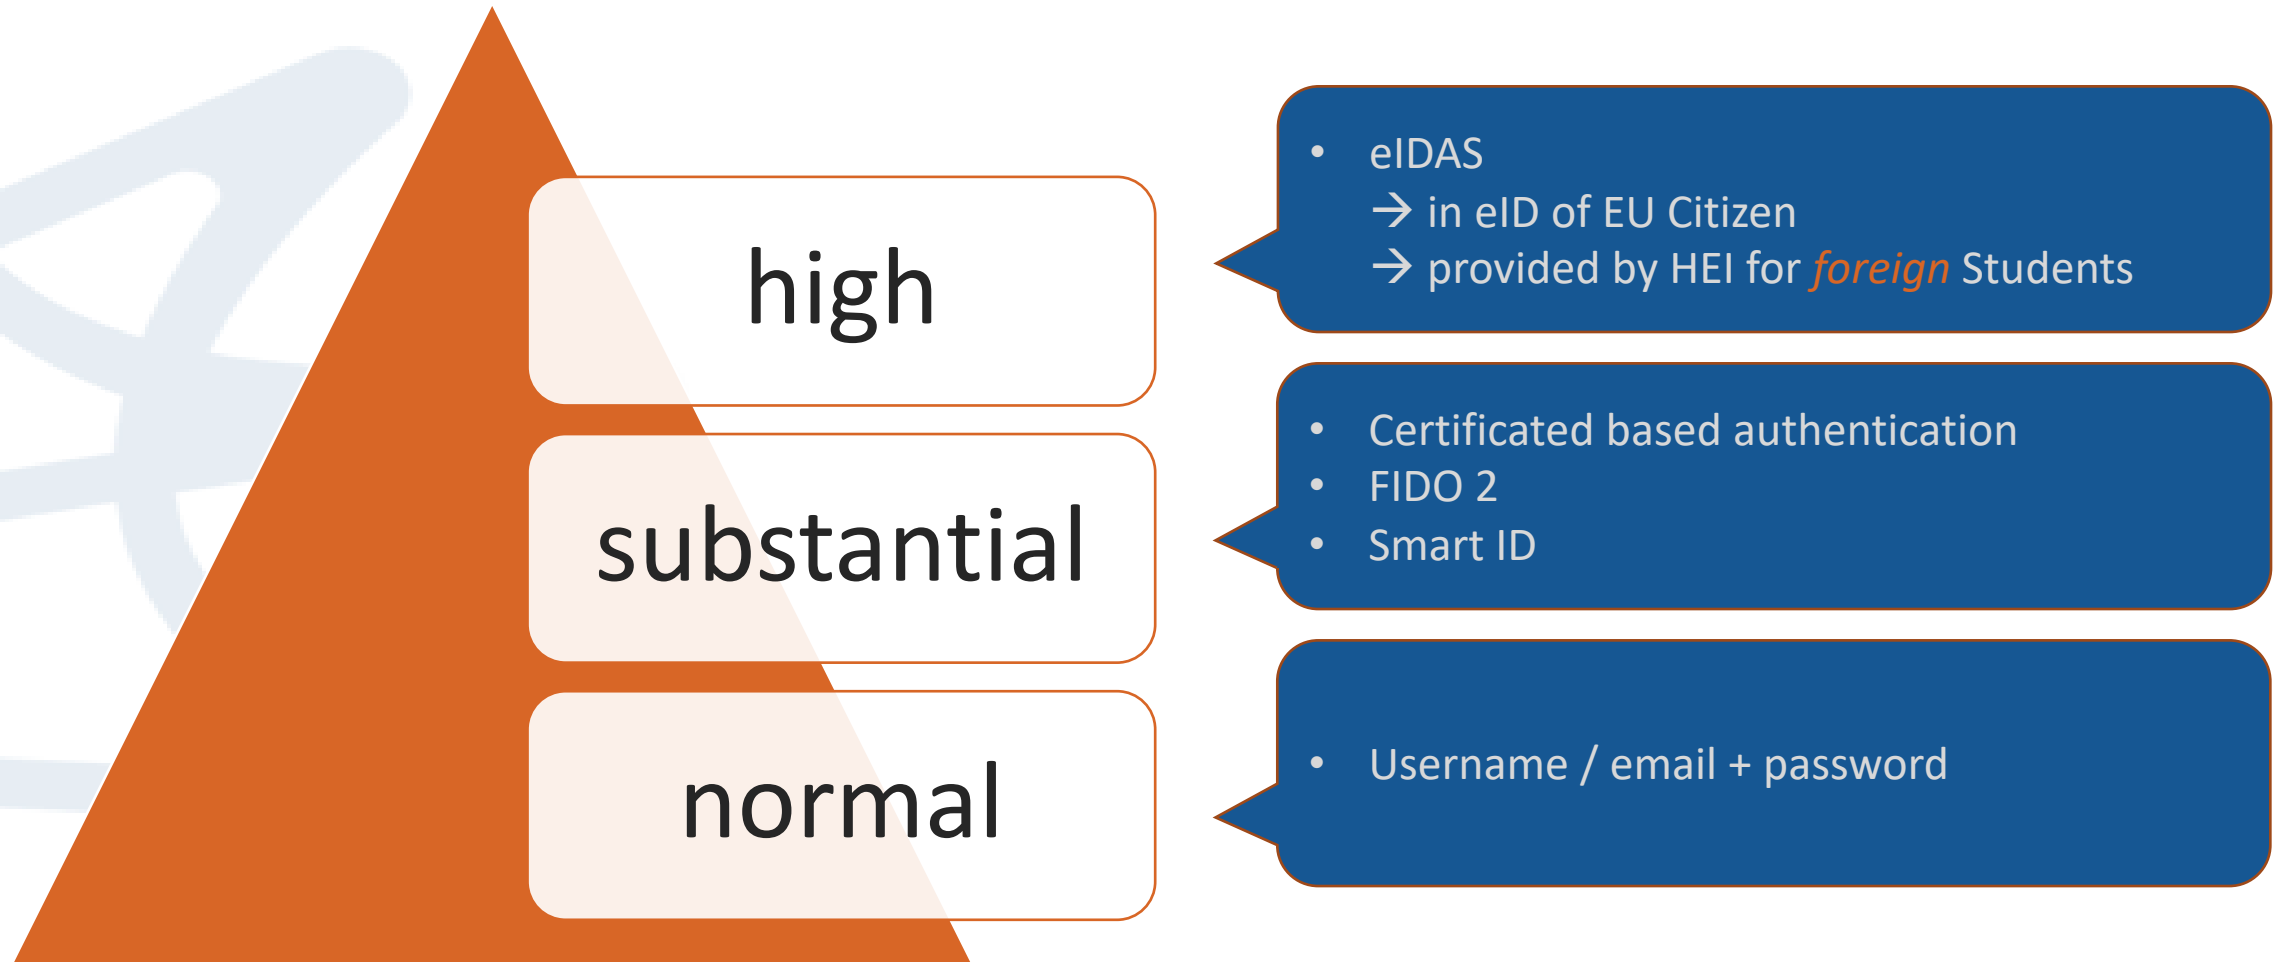 high
• eIDAS
→ in eID of EU Citizen
→ provided by HEI for foreign Students
substantial
• Certificated based authentication
• FIDO 2
• Smart ID
normal
• Username / email + password